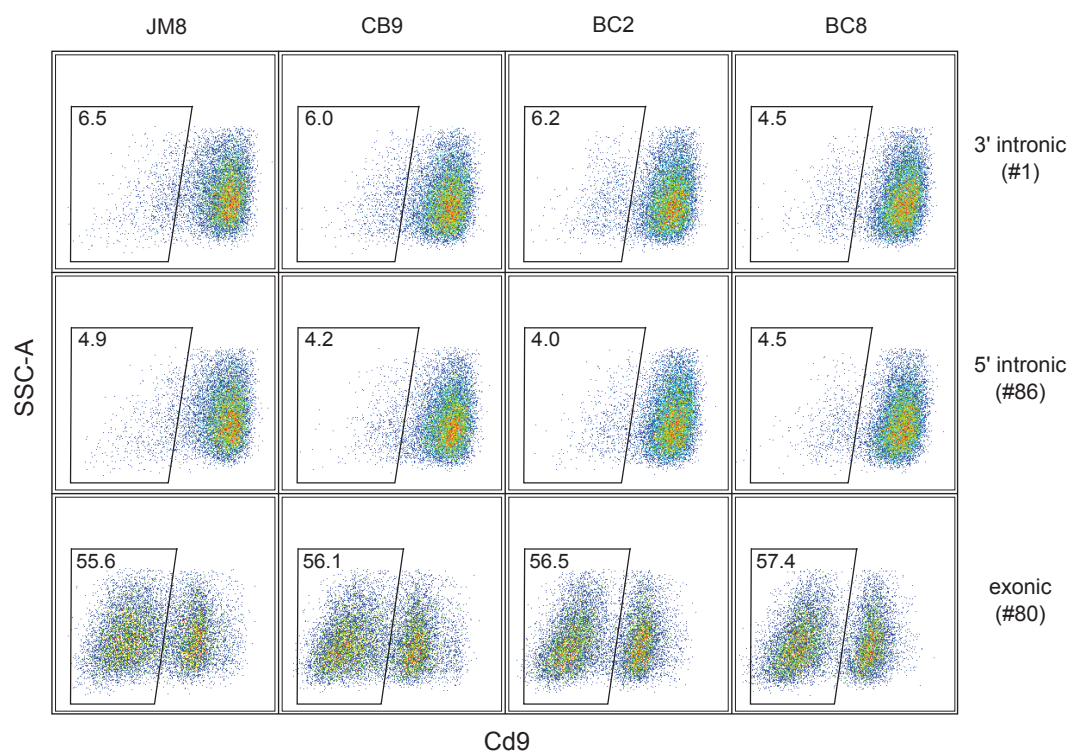 JM8 CB9 BC2 BC8
6.5 6.0 6.2 4.5
3' intronic
(#1)
4.9 4.2 4.0 4.5
5' intronic
(#86)
SSC-A
55.6 56.1 56.5 57.4
exonic
(#80)
Cd9